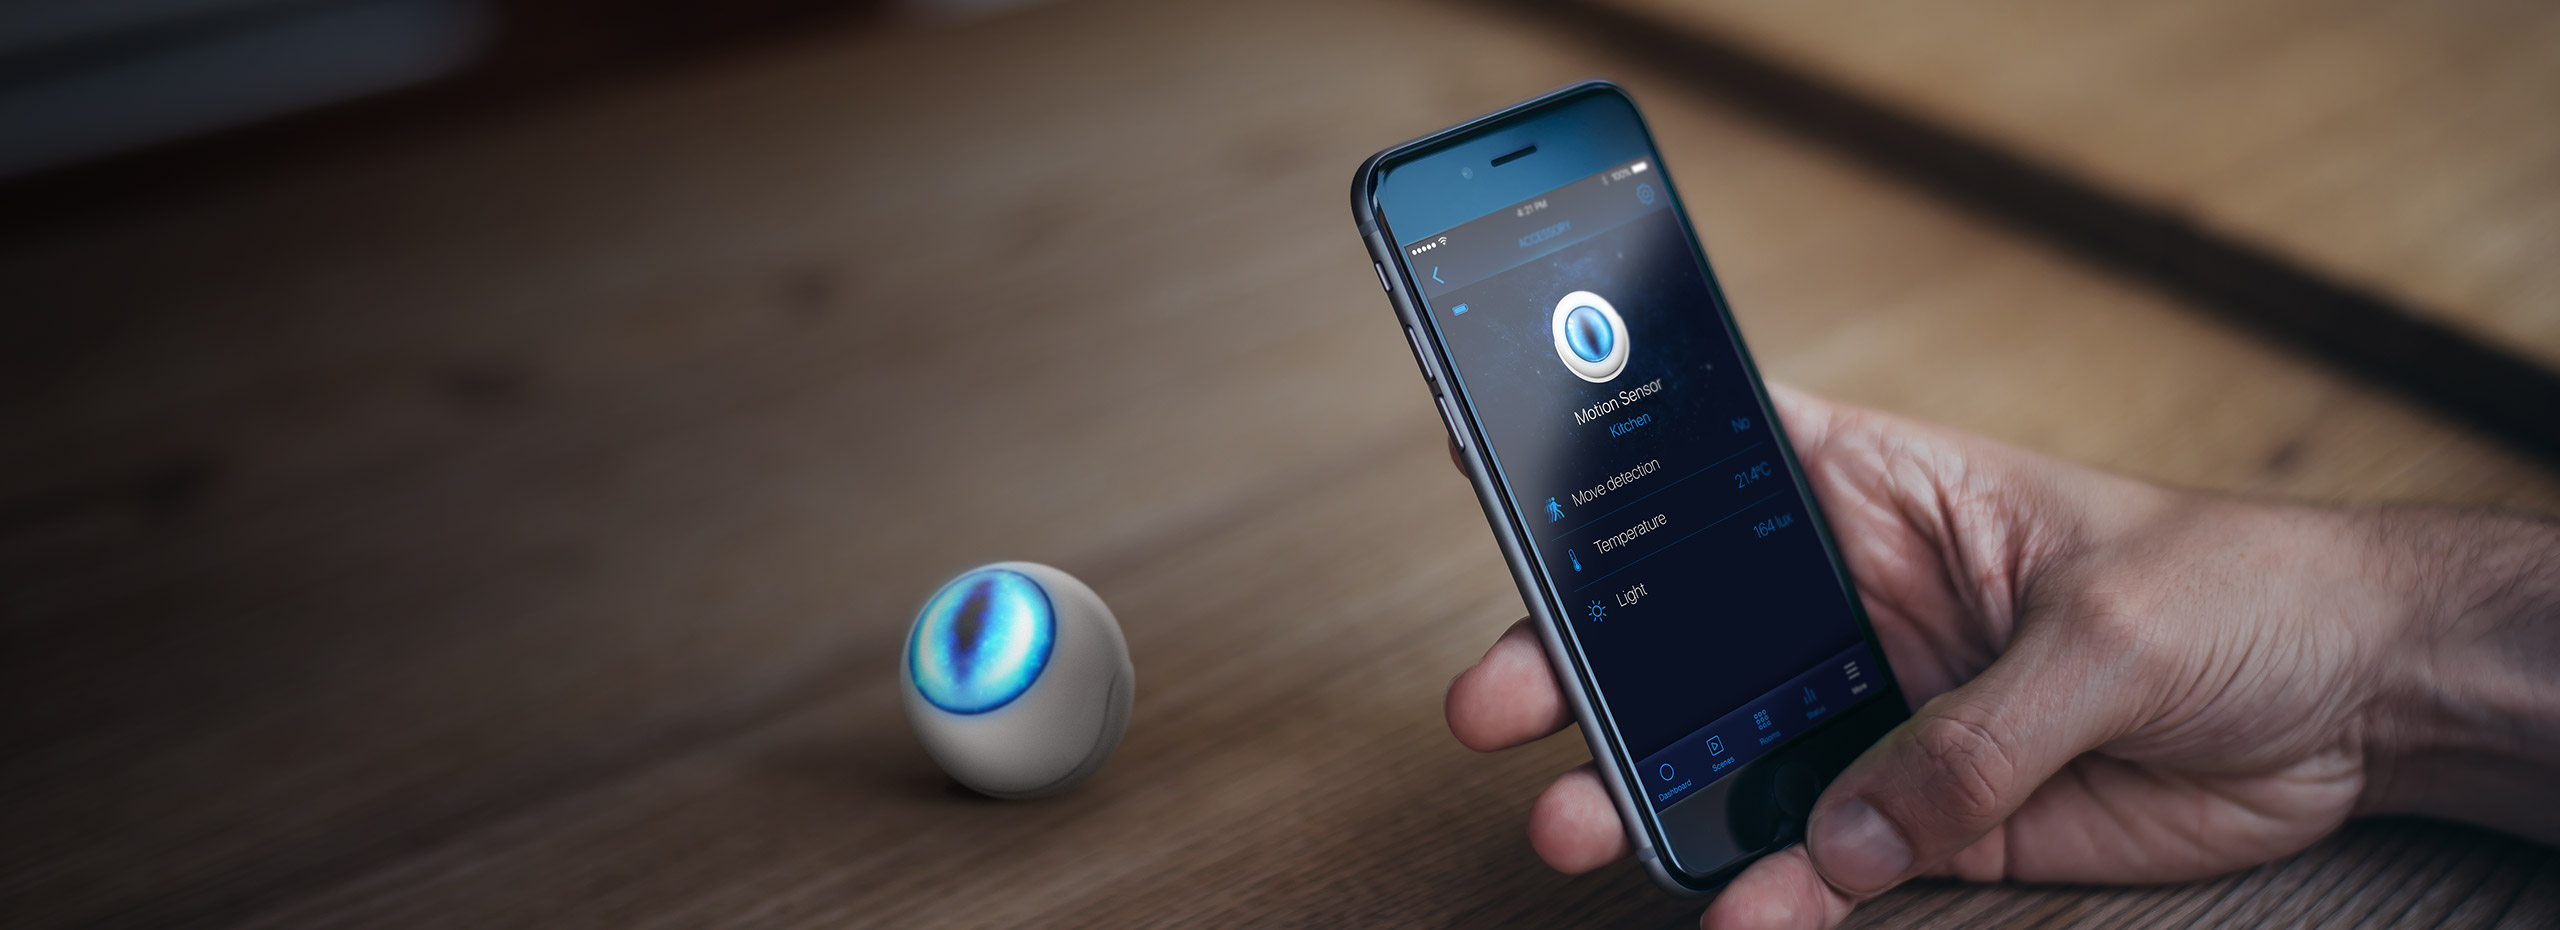 100%
4:21 PM
ACCESSORY
Motion Sensor
Kitchen
Move detection No
Temperature 21.4°C
Light 164 lux
Dashboard Scenes Rooms Status More